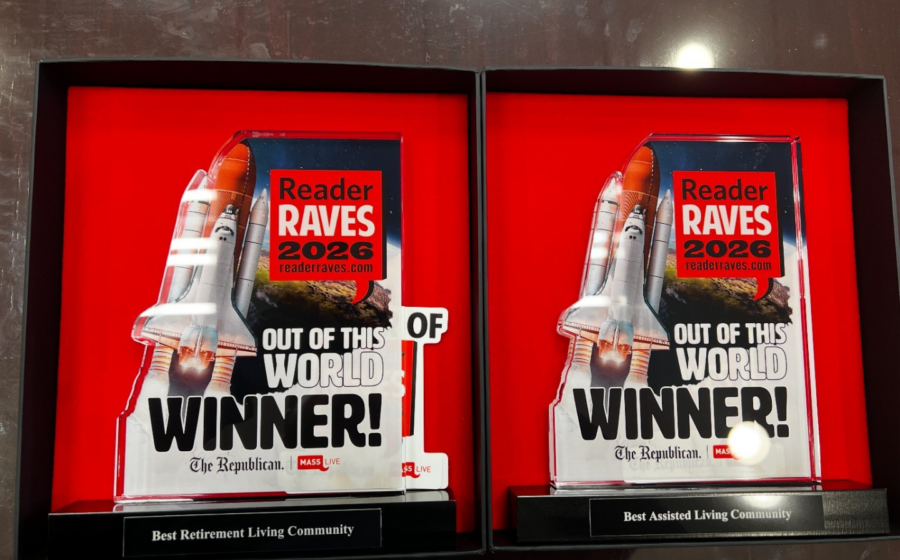 Reader
RAVES
2026
readerraves.com
OUT OF THIS
WORLD
WINNER!
The Republican. | MASS LIVE
Best Retirement Living Community
OF
LIVE
Reader
RAVES
2026
readerraves.com
OUT OF THIS
WORLD
WINNER!
The Republican. | MASS
Best Assisted Living Community